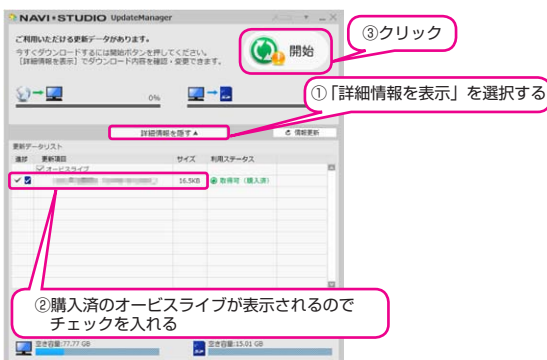 NAVI+STUDIO UpdateManager
ご利用いただける更新データがあります。
今すぐダウンロードするには開始ボタンを押してください。
[詳細情報を表示] でダウンロード内容を確認・変更できます。
開始
③クリック
0%
①「詳細情報を表示」を選択する
詳細情報を隠す▲
情報更新
更新データリスト
進捗 更新項目 サイズ 利用ステータス
オービスライブ
16.5KB 取得可（購入済）
②購入済のオービスライブが表示されるので
チェックを入れる
空き容量:77.77 GB 空き容量:15.01 GB